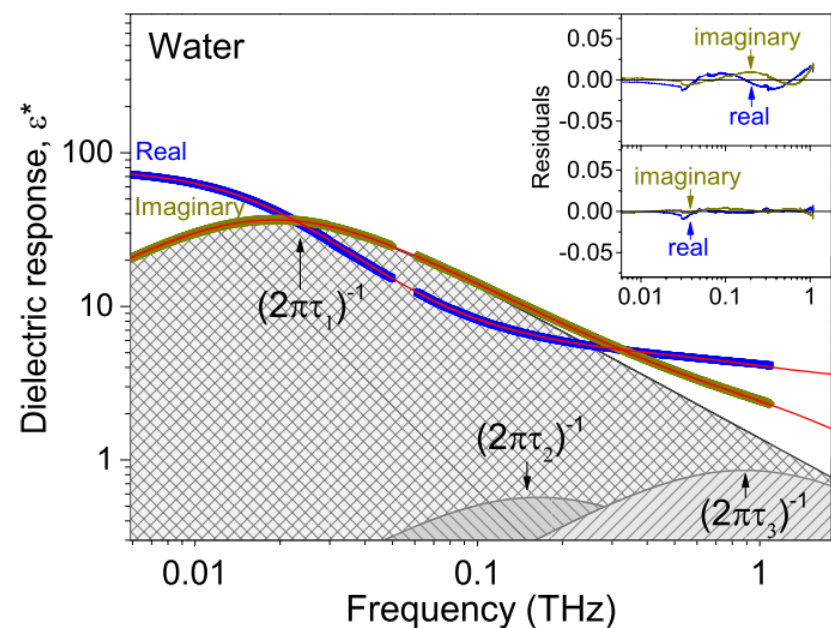 Water
Real
Imaginary
Dielectric response, ε*
100
10
1
(2πτ₁)⁻¹
(2πτ₂)⁻¹
(2πτ₃)⁻¹
0.01
0.1
1
Frequency (THz)
Residuals
0.05
0.00
-0.05
imaginary
real
0.05
0.00
-0.05
imaginary
real
0.01
0.1
1